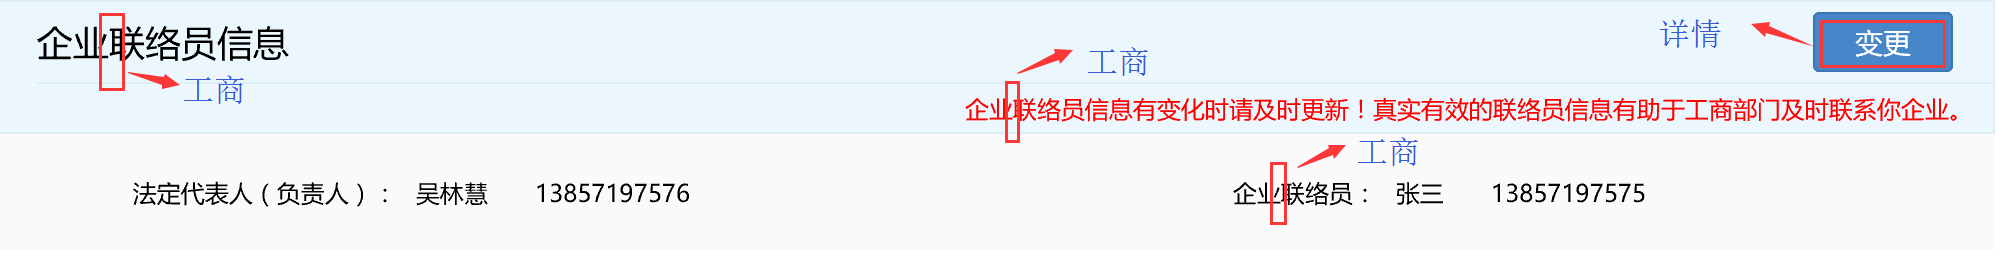 企业联络员信息
工商
工商
详情
变更
企业联络员信息有变化时请及时更新！真实有效的联络员信息有助于工商部门及时联系你企业。
工商
法定代表人（负责人）： 吴林慧 13857197576
企业联络员： 张三 13857197575